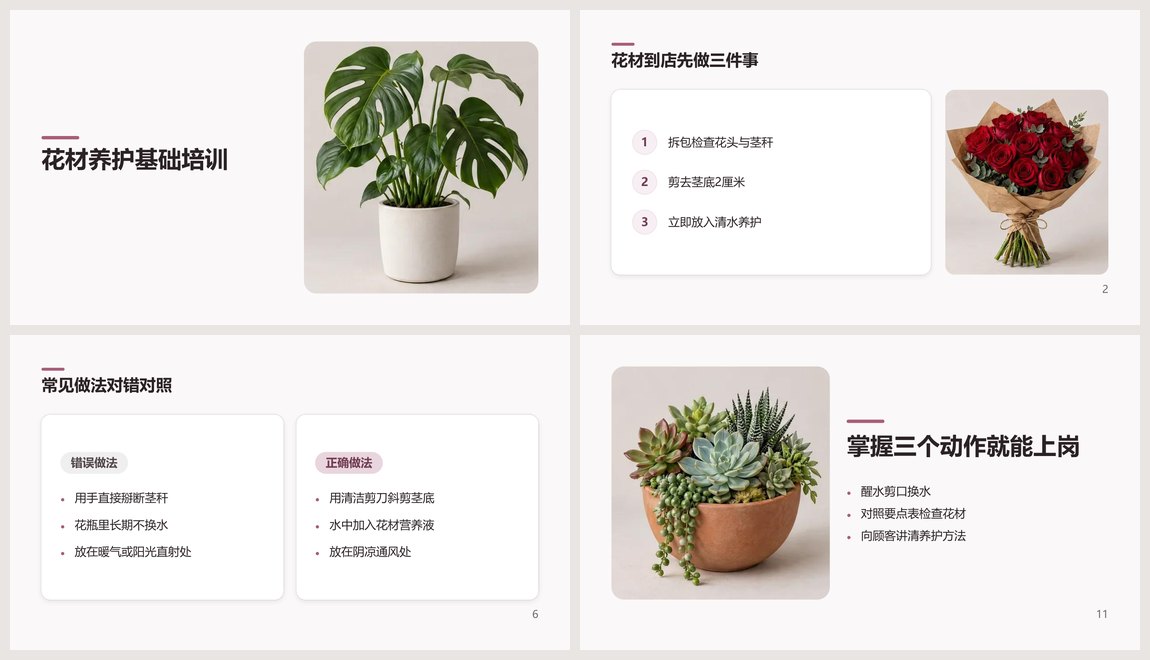 花材养护基础培训
花材到店先做三件事
1 拆包检查花头与茎秆
2 剪去茎底2厘米
3 立即放入清水养护
2
常见做法对错对照
错误做法
• 用手直接掰断茎秆
• 花瓶里长期不换水
• 放在暖气或阳光直射处
正确做法
• 用清洁剪刀斜剪茎底
• 水中加入花材营养液
• 放在阴凉通风处
6
掌握三个动作就能上岗
• 醒水剪口换水
• 对照要点表检查花材
• 向顾客讲清养护方法
11